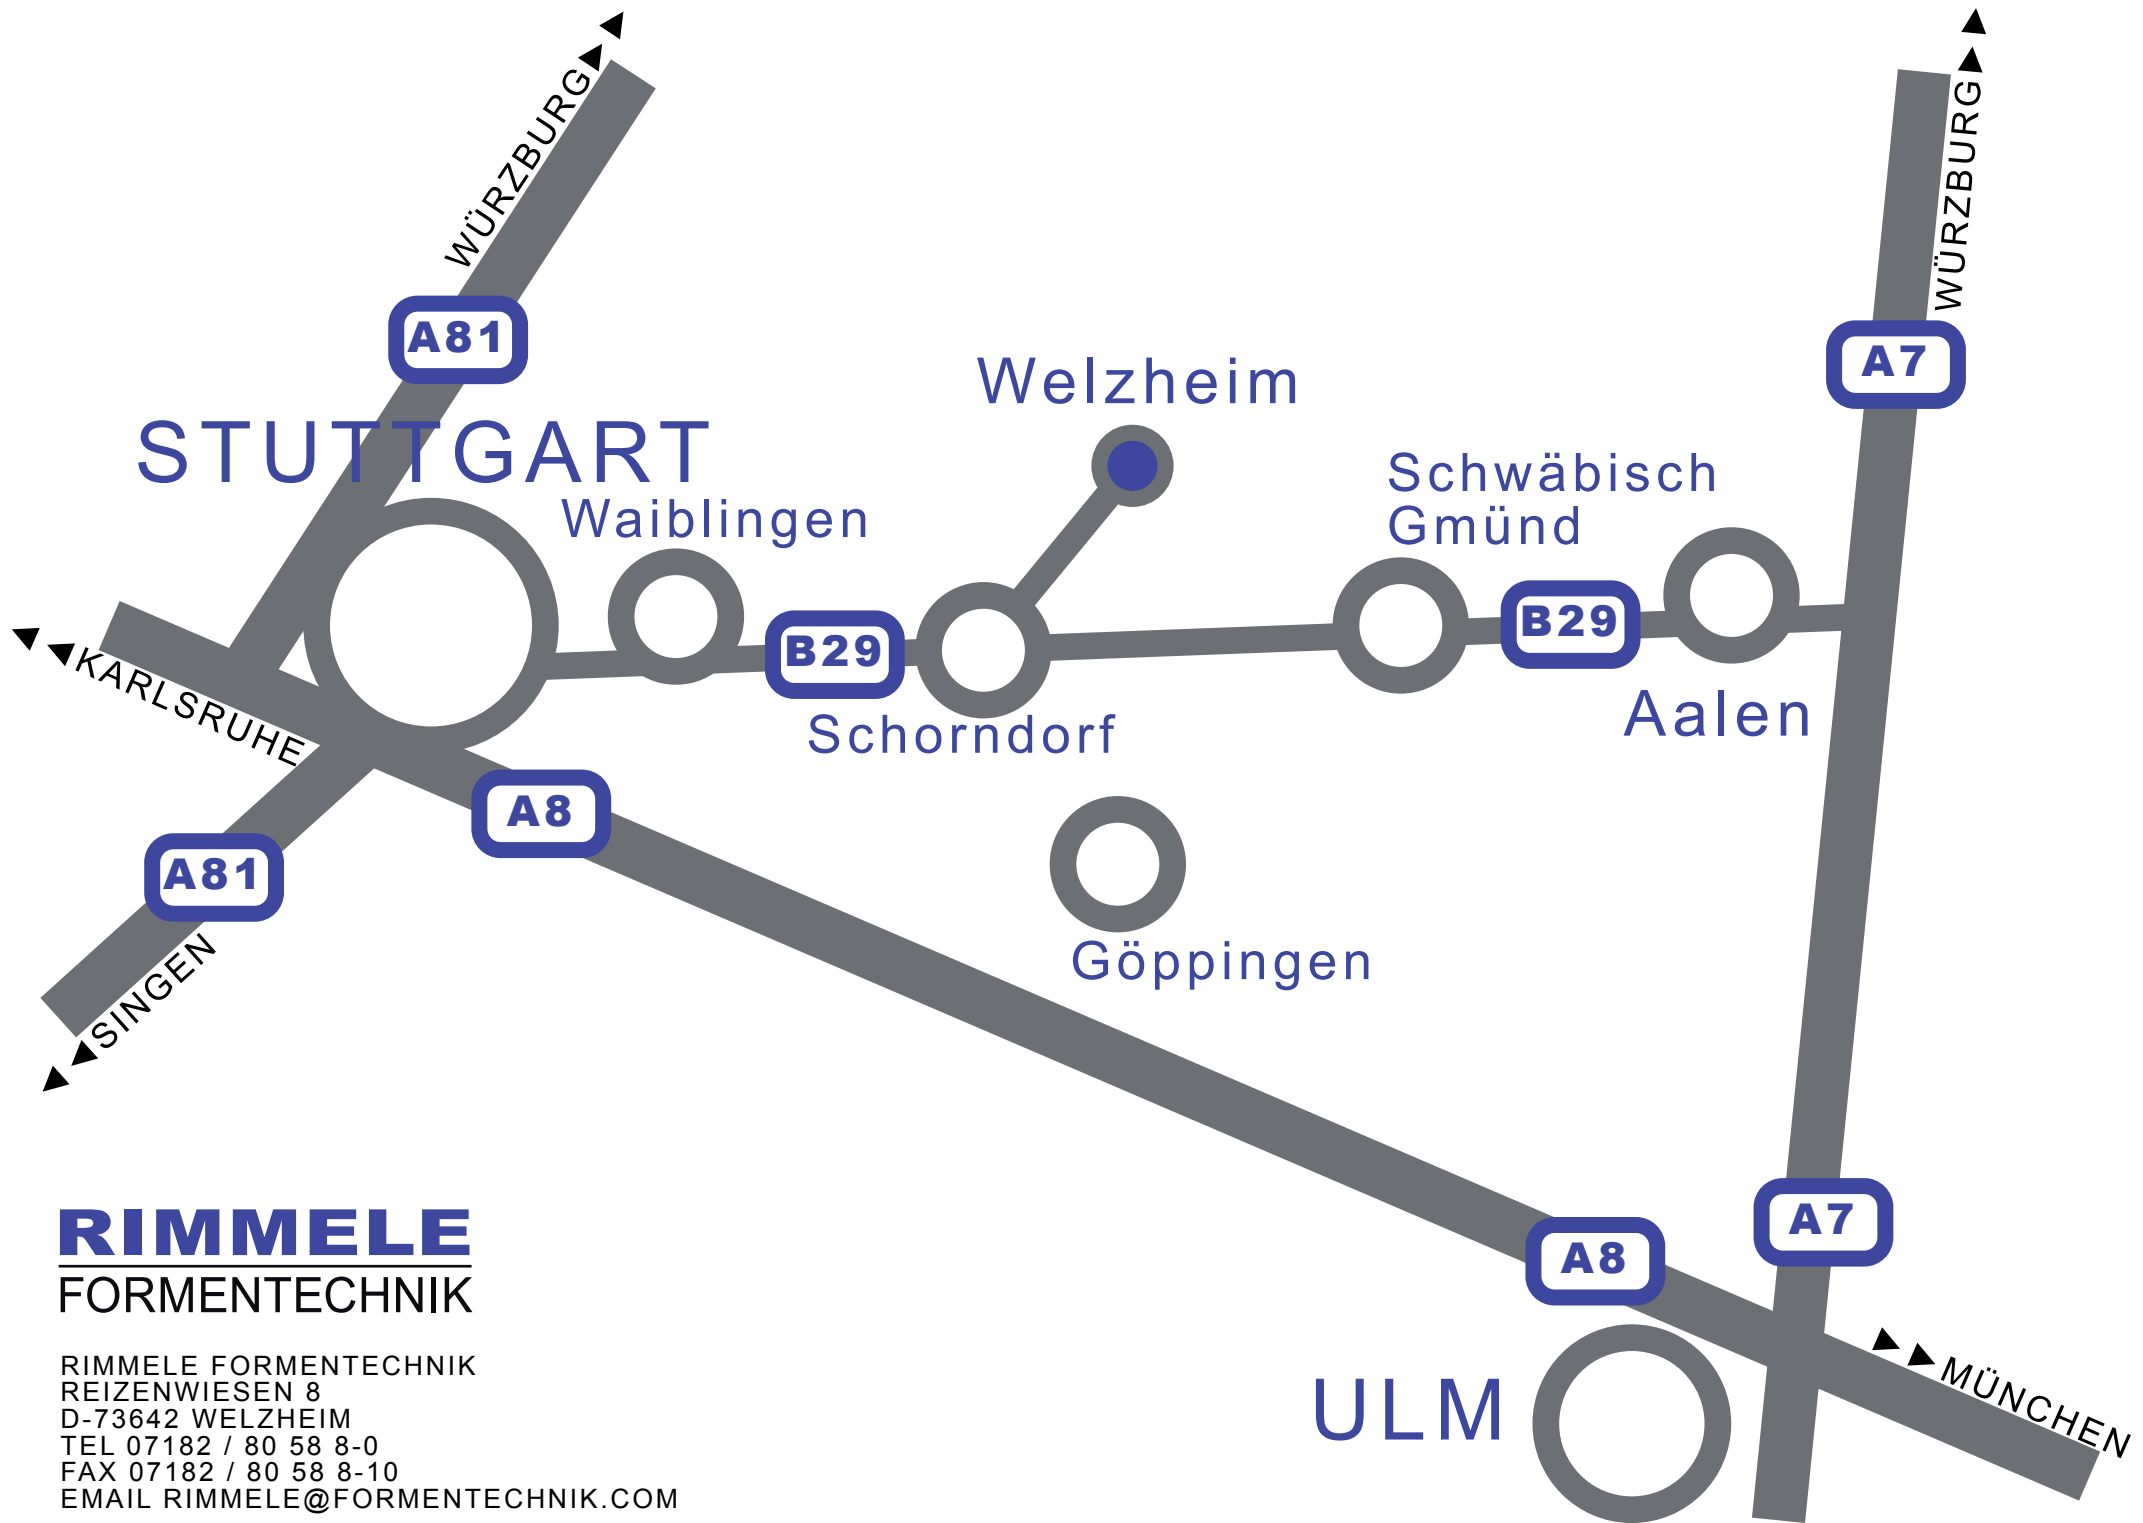 WÜRZBURG
WÜRZBURG
A81
A7
Welzheim
STUTTGART
Schwäbisch
Gmünd
Waiblingen
B29
B29
KARLSRUHE
Schorndorf
Aalen
A8
A81
Göppingen
SINGEN
A7
A8
RIMMELE
FORMENTECHNIK
MÜNCHEN
ULM
RIMMELE FORMENTECHNIK
REIZENWIESEN 8
D-73642 WELZHEIM
TEL 07182 / 80 58 8-0
FAX 07182 / 80 58 8-10
EMAIL RIMMELE@FORMENTECHNIK.COM